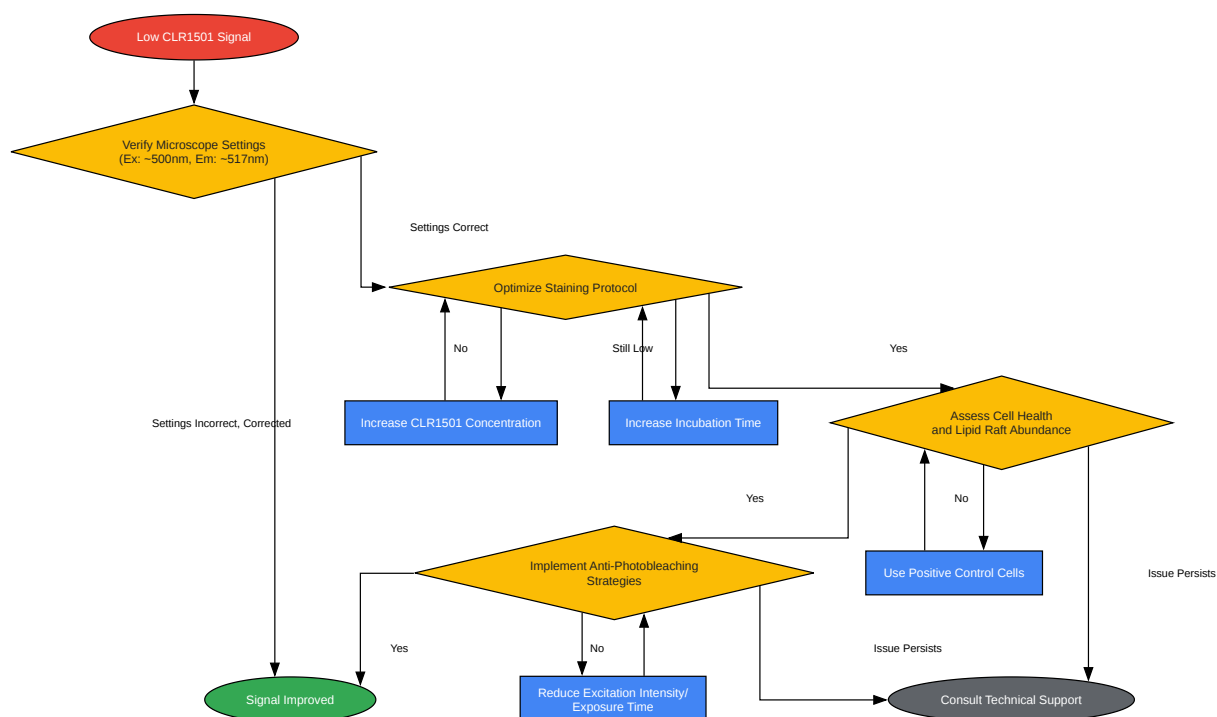 Low CLR1501 Signal
Verify Microscope Settings
(Ex: ~500nm, Em: ~517nm)
Settings Correct
Optimize Staining Protocol
No
Still Low
Yes
Settings Incorrect, Corrected
Increase CLR1501 Concentration
Increase Incubation Time
Assess Cell Health
and Lipid Raft Abundance
Yes
No
Implement Anti-Photobleaching
Strategies
Use Positive Control Cells
Issue Persists
Yes
No
Issue Persists
Signal Improved
Reduce Excitation Intensity/
Exposure Time
Consult Technical Support